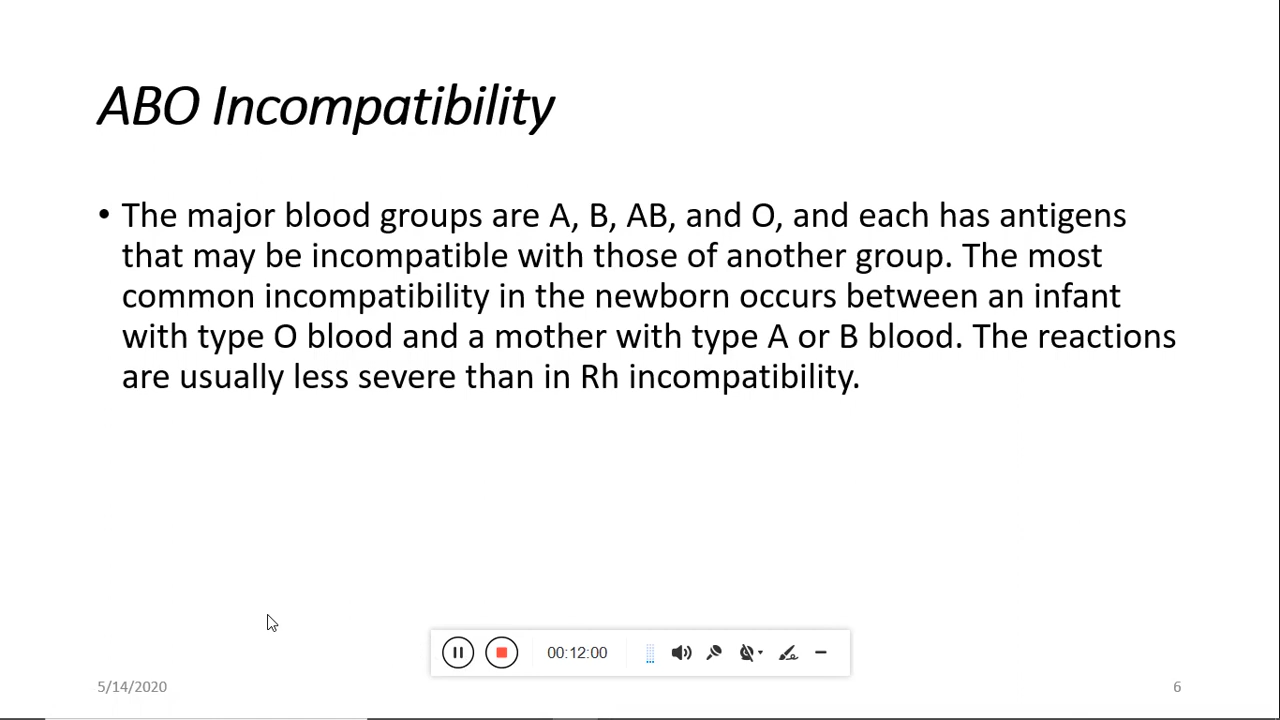 ABO Incompatibility
• The major blood groups are A, B, AB, and O, and each has antigens
that may be incompatible with those of another group. The most
common incompatibility in the newborn occurs between an infant
with type O blood and a mother with type A or B blood. The reactions
are usually less severe than in Rh incompatibility.
00:12:00
5/14/2020
6